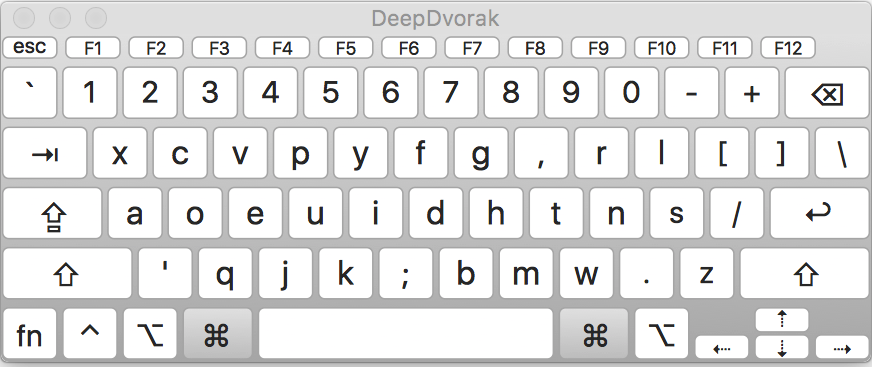 DeepDvorak
esc F1 F2 F3 F4 F5 F6 F7 F8 F9 F10 F11 F12
` 1 2 3 4 5 6 7 8 9 0 - + ⌫
⇥ x c v p y f g , r l [ ] \
⇪ a o e u i d h t n s / ↩
⇧ ' q j k ; b m w . z ⇧
fn ^ ⌥ ⌘ ⌘ ⌥ ⇠ ⇡ ⇣ ⇢